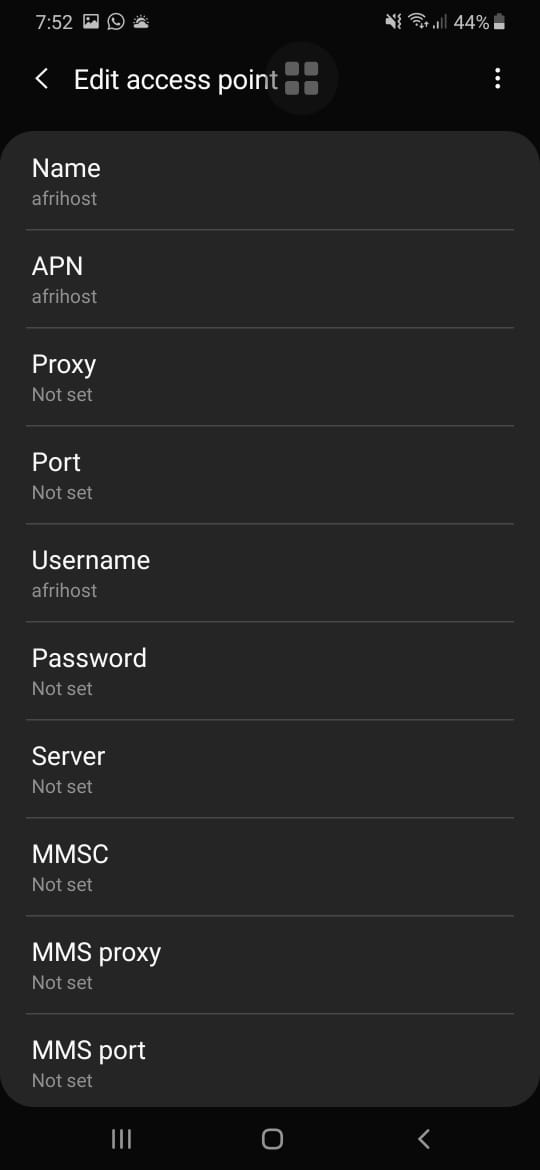 7:52 44%
Edit access point
Name
afrihost
APN
afrihost
Proxy
Not set
Port
Not set
Username
afrihost
Password
Not set
Server
Not set
MMSC
Not set
MMS proxy
Not set
MMS port
Not set